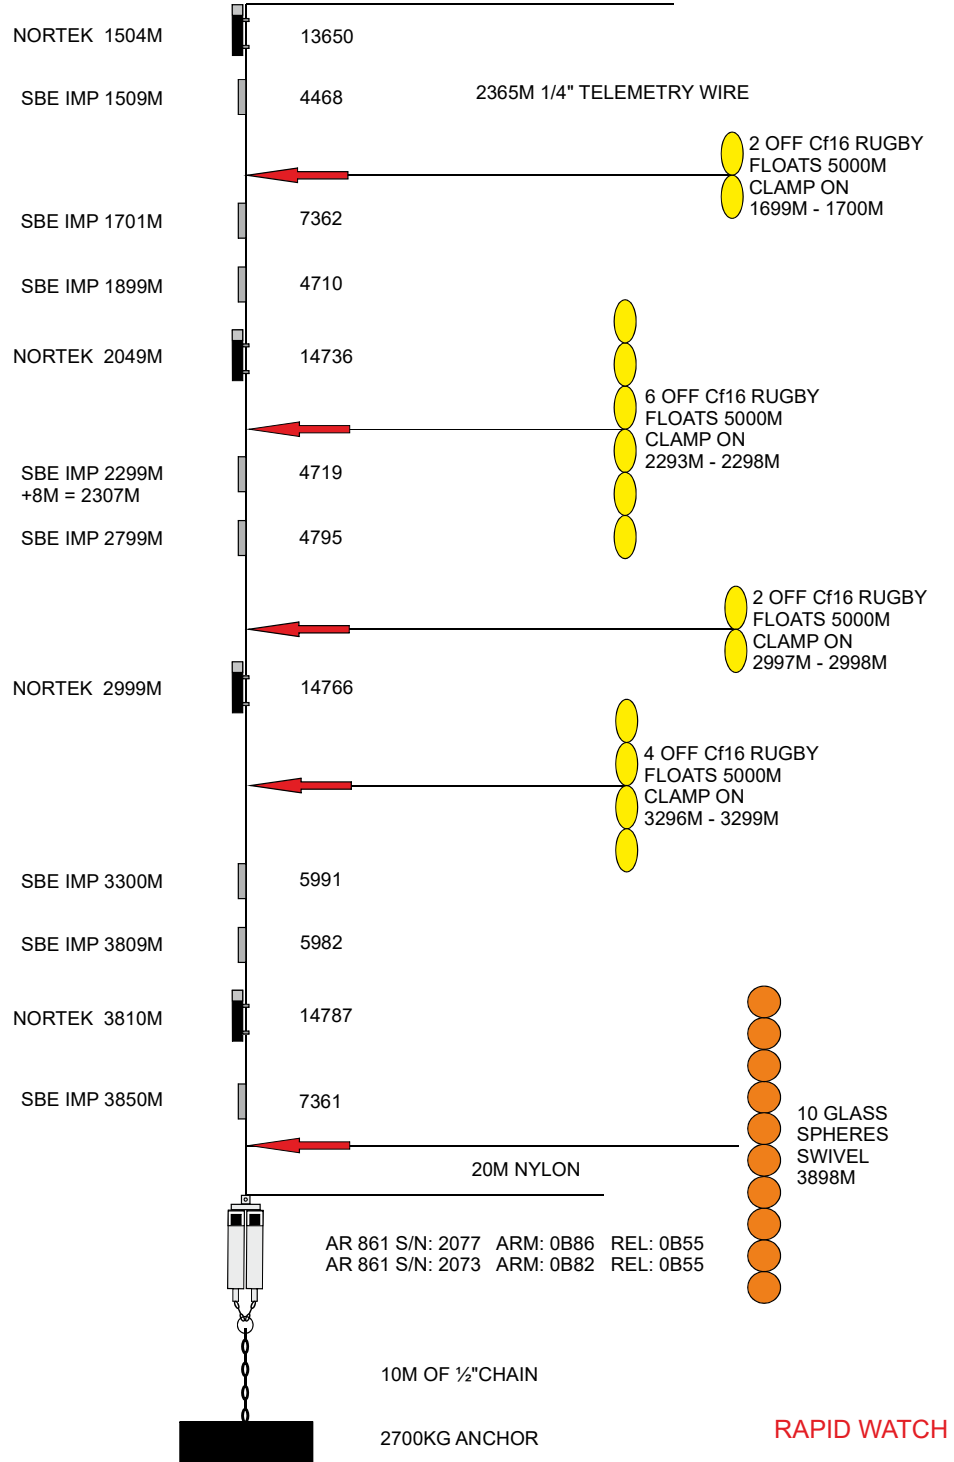 NORTEK 1504M 13650
SBE IMP 1509M 4468 2365M 1/4" TELEMETRY WIRE
2 OFF Cf16 RUGBY
FLOATS 5000M
CLAMP ON
1699M - 1700M
SBE IMP 1701M 7362
SBE IMP 1899M 4710
NORTEK 2049M 14736
6 OFF Cf16 RUGBY
FLOATS 5000M
CLAMP ON
2293M - 2298M
SBE IMP 2299M 4719
+8M = 2307M
SBE IMP 2799M 4795
2 OFF Cf16 RUGBY
FLOATS 5000M
CLAMP ON
2997M - 2998M
NORTEK 2999M 14766
4 OFF Cf16 RUGBY
FLOATS 5000M
CLAMP ON
3296M - 3299M
SBE IMP 3300M 5991
SBE IMP 3809M 5982
NORTEK 3810M 14787
SBE IMP 3850M 7361
10 GLASS
SPHERES
SWIVEL
3898M
20M NYLON
AR 861 S/N: 2077 ARM: 0B86 REL: 0B55
AR 861 S/N: 2073 ARM: 0B82 REL: 0B55
10M OF ½"CHAIN
2700KG ANCHOR
RAPID WATCH